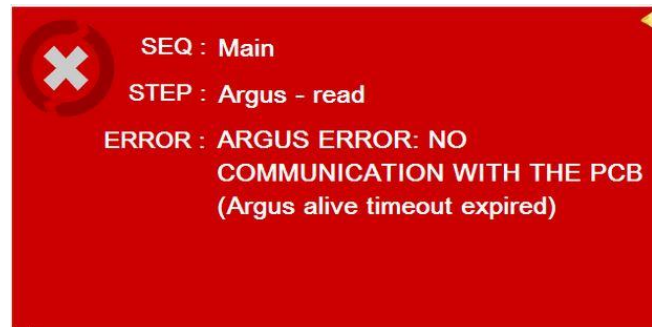 SEQ : Main
STEP : Argus - read
ERROR : ARGUS ERROR: NO
COMMUNICATION WITH THE PCB
(Argus alive timeout expired)